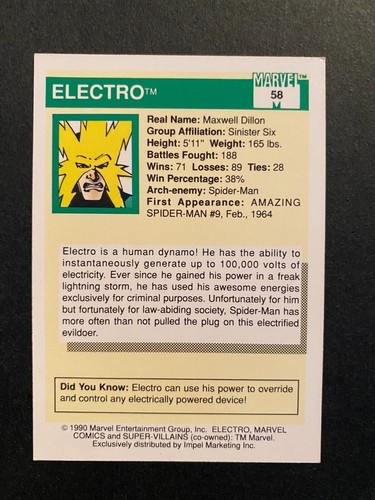 MARVEL™
ELECTRO™
58
Real Name: Maxwell Dillon
Group Affiliation: Sinister Six
Height: 5'11" Weight: 165 lbs.
Battles Fought: 188
Wins: 71 Losses: 89 Ties: 28
Win Percentage: 38%
Arch-enemy: Spider-Man
First Appearance: AMAZING
SPIDER-MAN #9, Feb., 1964
Electro is a human dynamo! He has the ability to
instantaneously generate up to 100,000 volts of
electricity. Ever since he gained his power in a freak
lightning storm, he has used his awesome energies
exclusively for criminal purposes. Unfortunately for him
but fortunately for law-abiding society, Spider-Man has
more often than not pulled the plug on this electrified
evildoer.
Did You Know: Electro can use his power to override
and control any electrically powered device!
© 1990 Marvel Entertainment Group, Inc. ELECTRO, MARVEL
COMICS and SUPER-VILLAINS (co-owned): TM Marvel.
Exclusively distributed by Impel Marketing Inc.